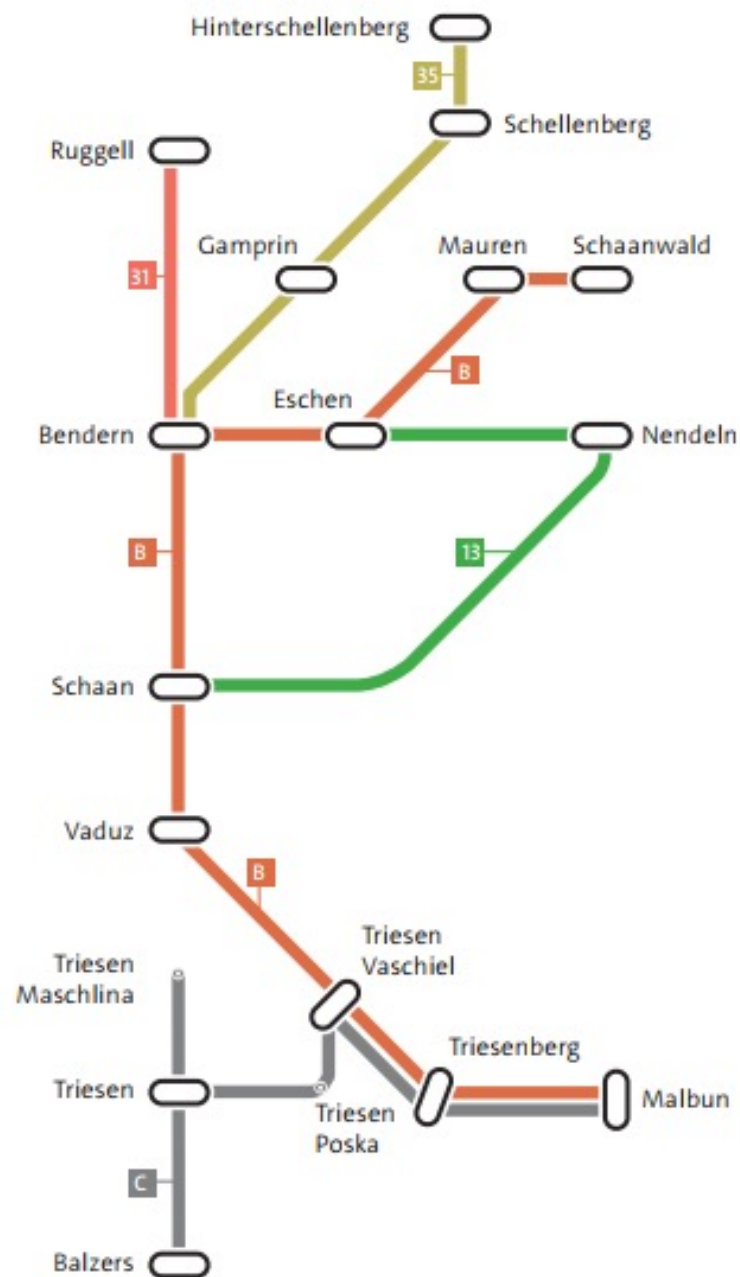 Hinterschellenberg
35
Schellenberg
Ruggell
Gamprin
Mauren
Schaanwald
31
B
Eschen
Bendern
Nendeln
B
13
Schaan
Vaduz
B
Triesen
Vaschiel
Triesen
Maschlina
Triesenberg
Triesen
Malbun
Triesen
Poska
C
Balzers